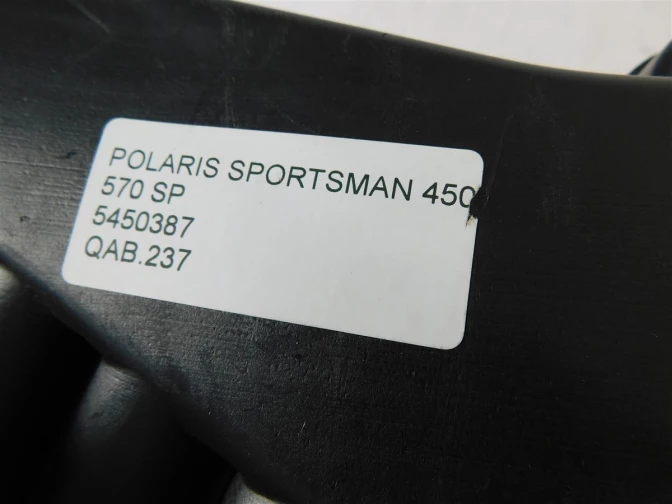 POLARIS SPORTSMAN 450
570 SP
5450387
QAB.237